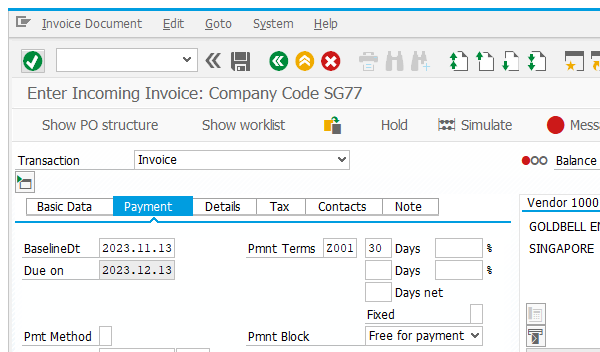 Invoice Document Edit Goto System Help
Enter Incoming Invoice: Company Code SG77
Show PO structure Show worklist Hold Simulate Mess
Transaction Invoice Balance
Basic Data Payment Details Tax Contacts Note
Vendor 1000
GOLDBELL EN
SINGAPORE
BaselineDt 2023.11.13 Pmnt Terms Z001 30 Days %
Due on 2023.12.13 Days %
Days net
Fixed
Pmt Method Pmnt Block Free for payment